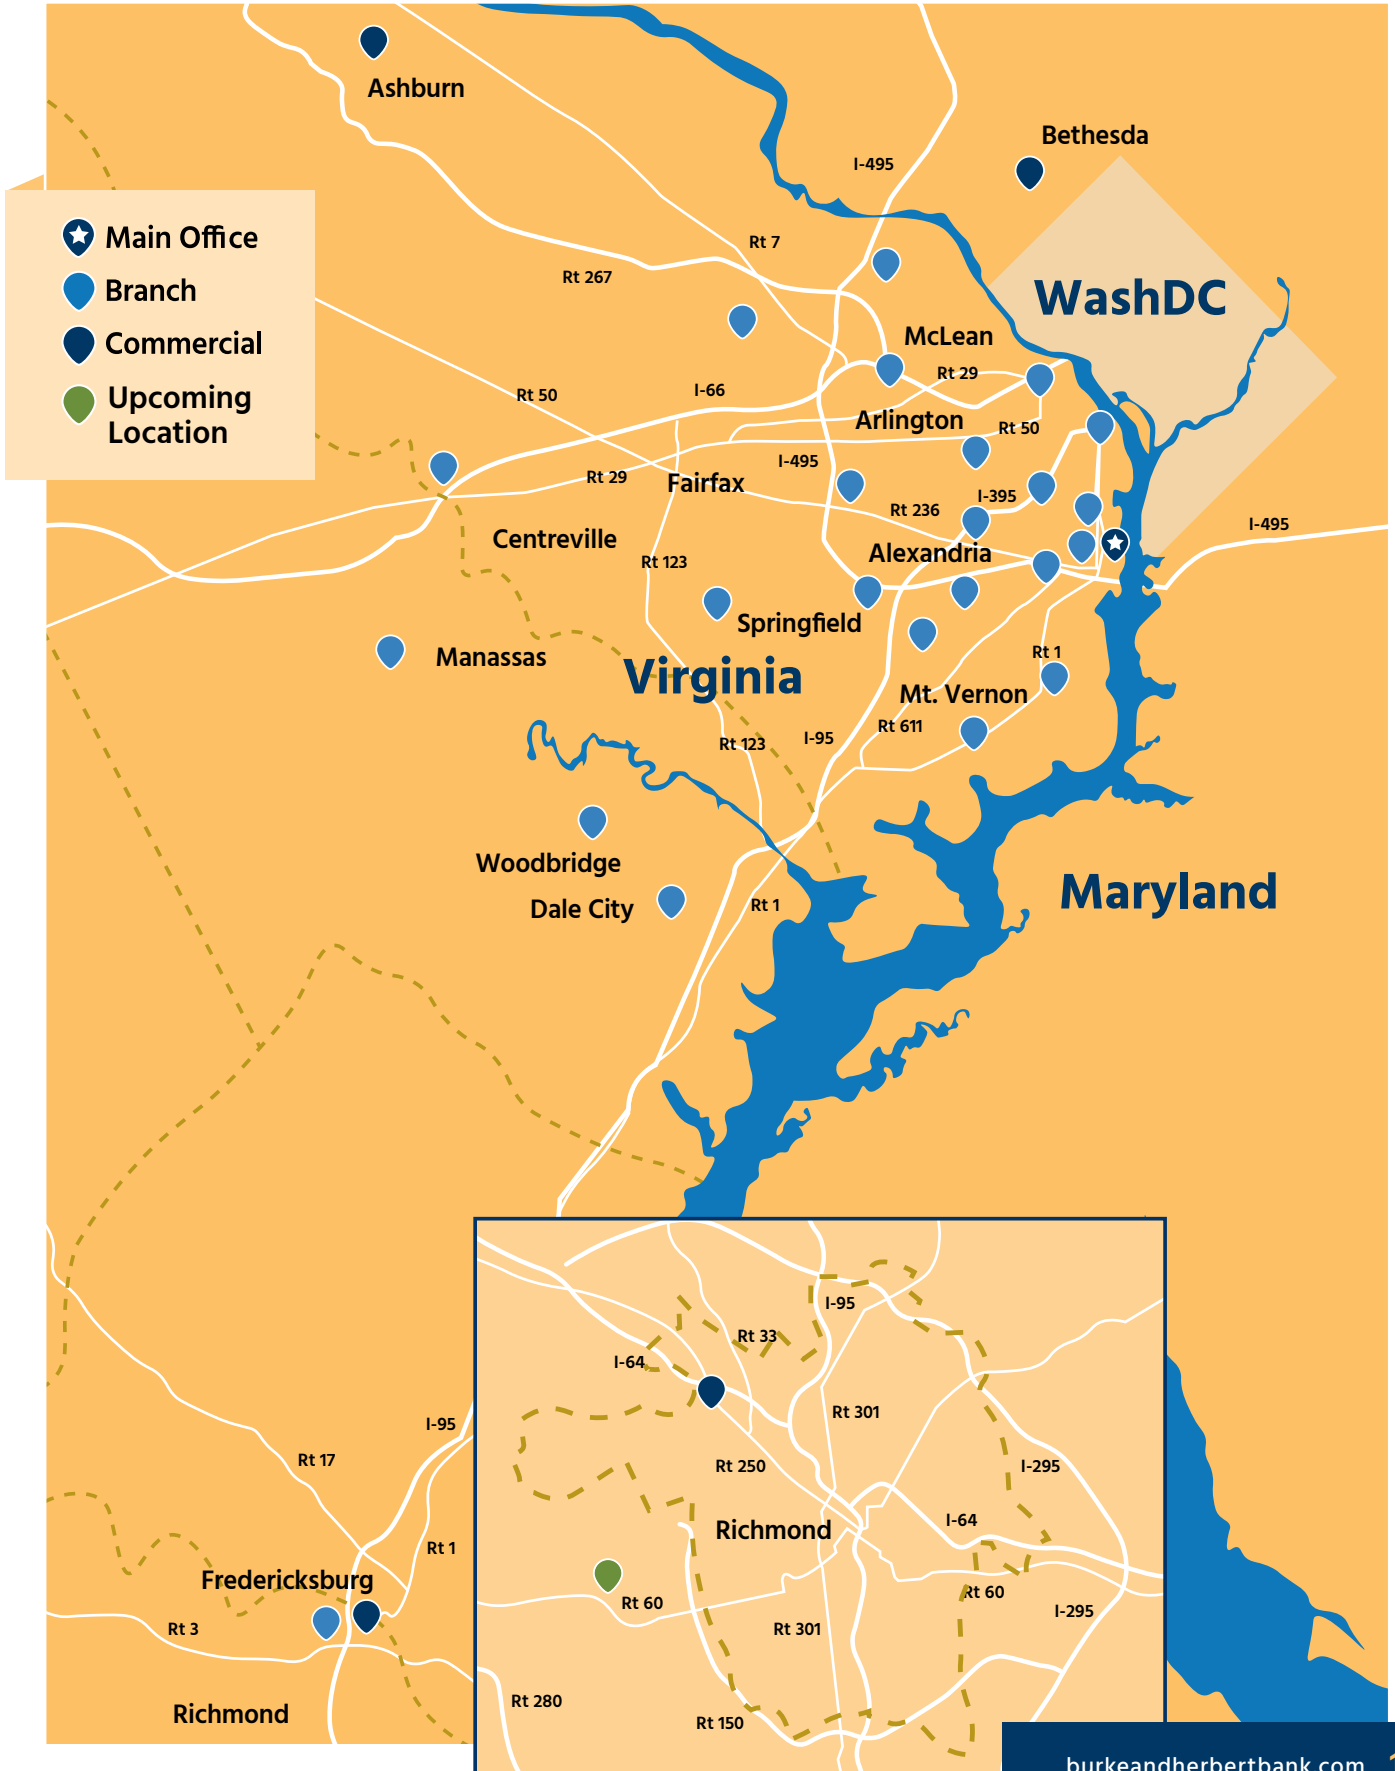 Ashburn
Bethesda
I-495
Main Office
Branch
Commercial
Upcoming
Location
Rt 7
Rt 267
WashDC
McLean
Rt 29
I-66
Rt 50
Arlington
Rt 50
I-495
Rt 29
Fairfax
I-395
Rt 236
I-495
Centreville
Alexandria
Rt 123
Springfield
Rt 1
Manassas
Virginia
Mt. Vernon
Rt 611
Rt 123
I-95
Woodbridge
Maryland
Dale City
Rt 1
I-95
Rt 33
I-64
Rt 301
I-95
Rt 17
Rt 250
I-295
Richmond
I-64
Rt 1
Fredericksburg
Rt 60
Rt 60
I-295
Rt 3
Rt 301
Rt 280
Richmond
Rt 150
burkeandherbertbank.com